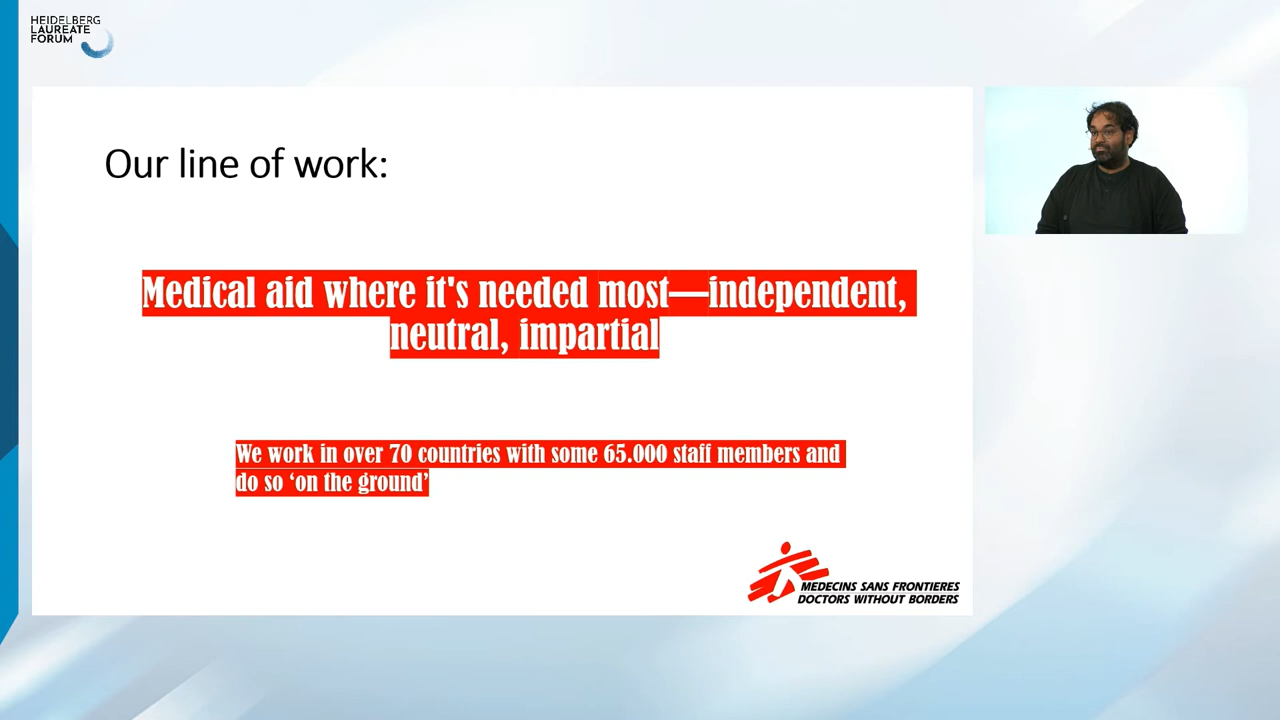 HEIDELBERG
LAUREATE
FORUM
Our line of work:
Medical aid where it's needed most—independent,
neutral, impartial
We work in over 70 countries with some 65.000 staff members and
do so ‘on the ground’
MEDECINS SANS FRONTIERES
DOCTORS WITHOUT BORDERS